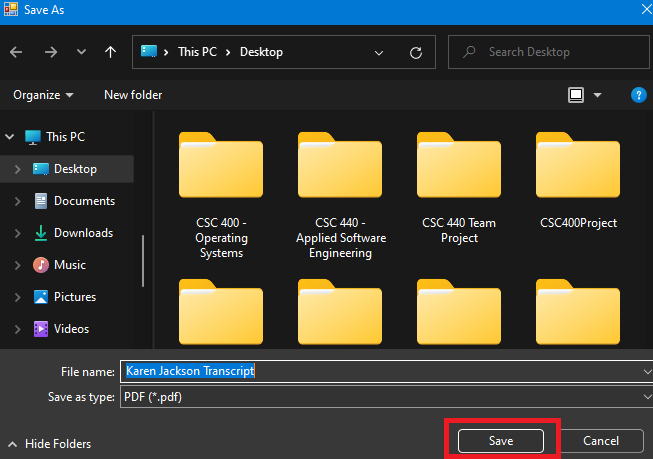 Save As
This PC > Desktop
Search Desktop
Organize
New folder
?
This PC
Desktop
Documents
Downloads
Music
Pictures
Videos
CSC 400 -
Operating
Systems
CSC 440 -
Applied Software
Engineering
CSC 440 Team
Project
CSC400Project
File name: Karen Jackson Transcript
Save as type: PDF (*.pdf)
Hide Folders
Save
Cancel